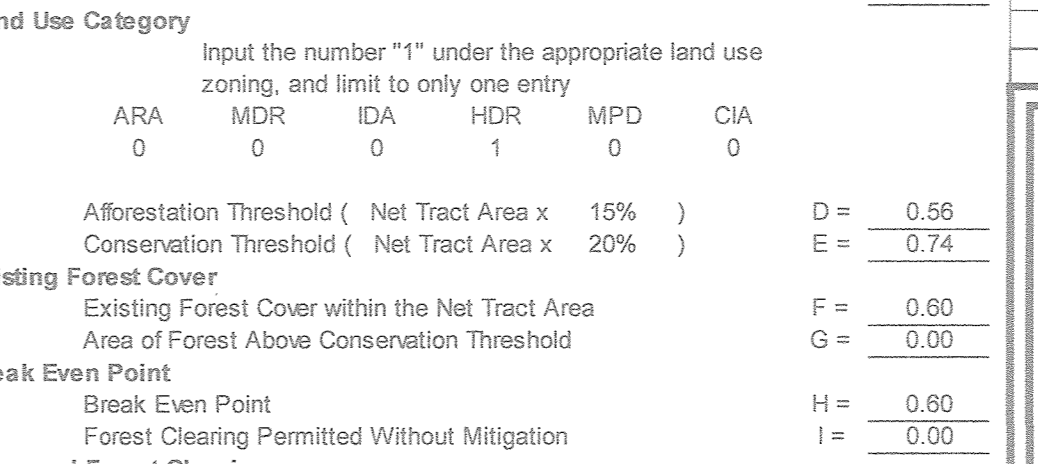 nd Use Category
Input the number "1" under the appropriate land use
zoning, and limit to only one entry
ARA MDR IDA HDR MPD CIA
0 0 0 1 0 0
Afforestation Threshold ( Net Tract Area x 15% ) D = 0.56
Conservation Threshold ( Net Tract Area x 20% ) E = 0.74
isting Forest Cover
Existing Forest Cover within the Net Tract Area F = 0.60
Area of Forest Above Conservation Threshold G = 0.00
eak Even Point
Break Even Point H = 0.60
Forest Clearing Permitted Without Mitigation I = 0.00